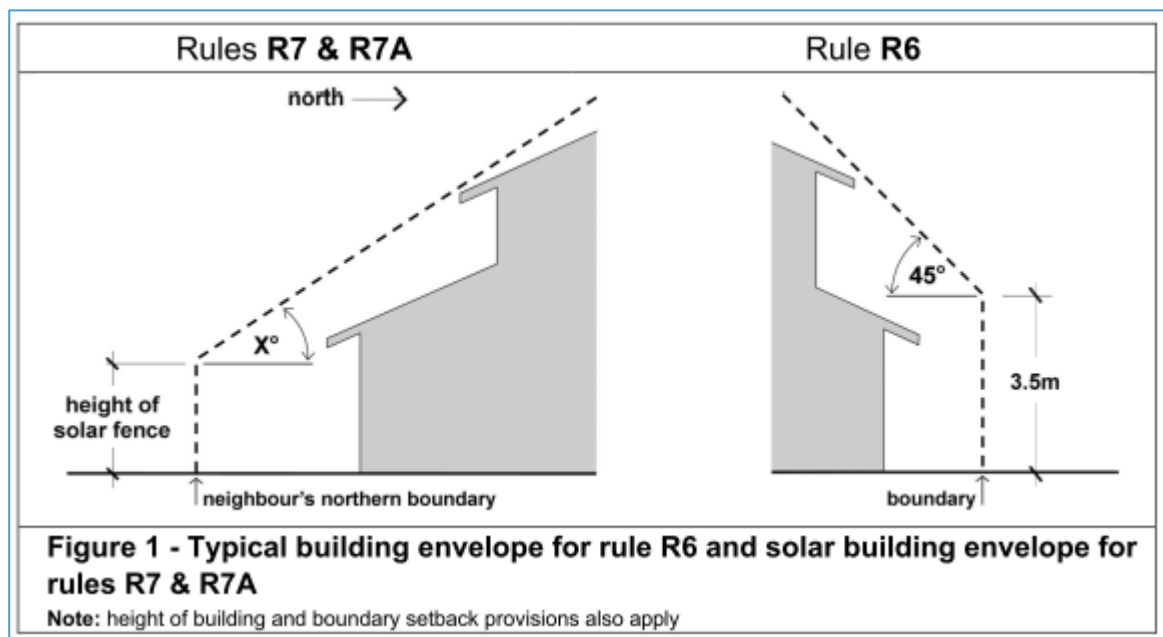 Rules R7 & R7A
Rule R6
north
X°
height of
solar fence
neighbour's northern boundary
45°
3.5m
boundary
Figure 1 - Typical building envelope for rule R6 and solar building envelope for
rules R7 & R7A
Note: height of building and boundary setback provisions also apply